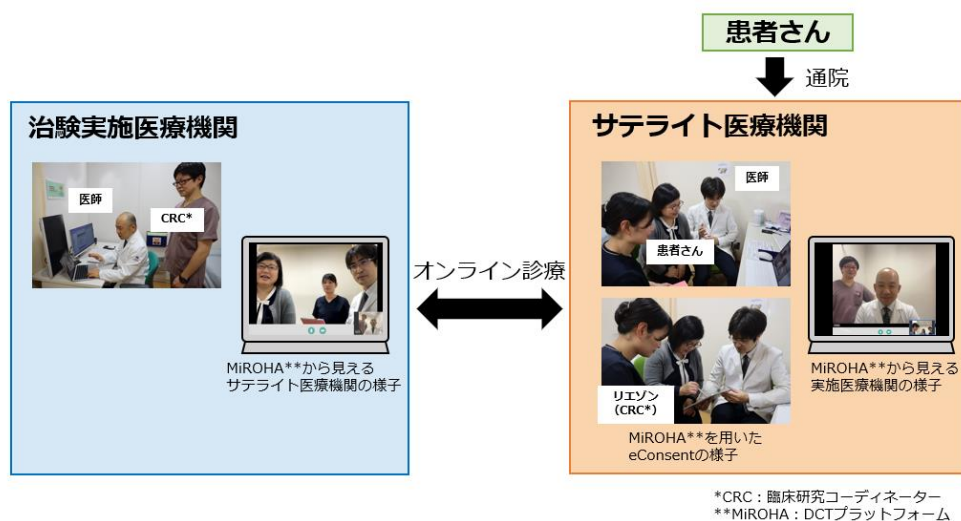 患者さん
通院
治験実施医療機関
医師
CRC*
MiROHA**から見える
サテライト医療機関の様子
オンライン診療
サテライト医療機関
医師
患者さん
リエゾン
(CRC*)
MiROHA**を用いた
eConsentの様子
MiROHA**から見える
実施医療機関の様子
*CRC:臨床研究コーディネーター
**MiROHA:DCTプラットフォーム